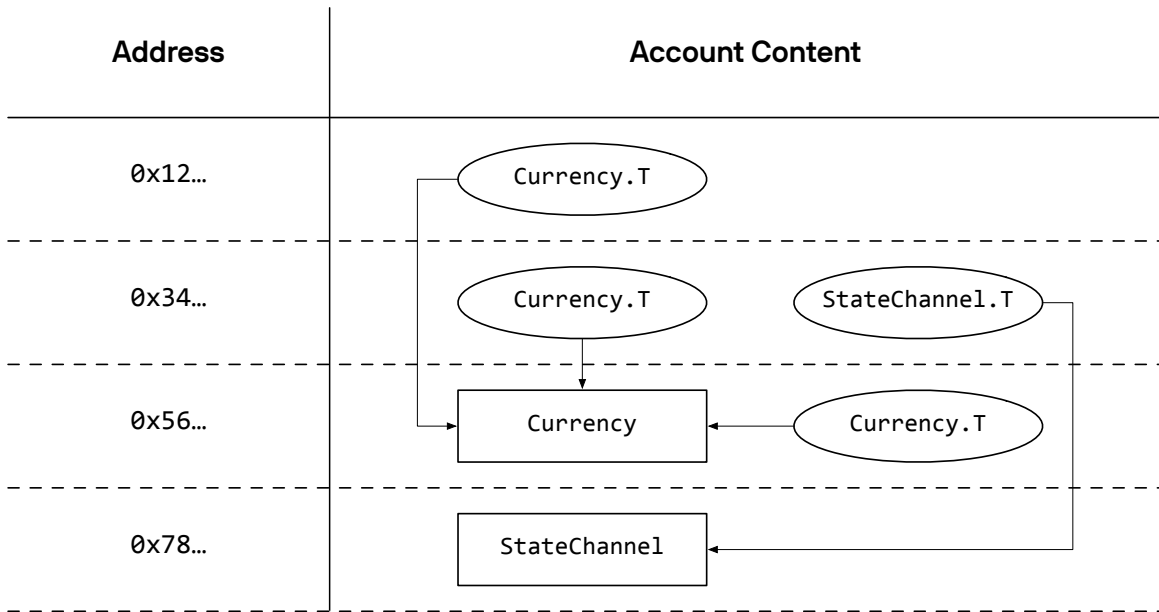 Address Account Content
0x12… Currency.T
0x34… Currency.T StateChannel.T
0x56… Currency Currency.T
0x78… StateChannel